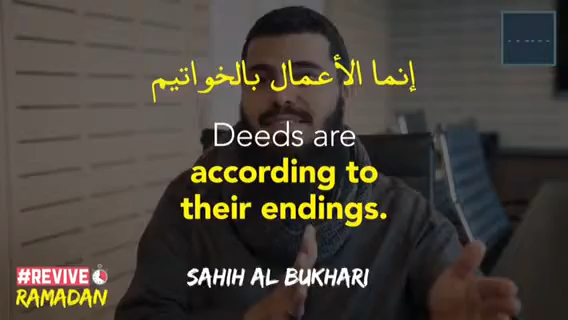 إنما الأعمال بالخواتيم
Deeds are
according to
their endings.
SAHIH AL BUKHARI
#REVIVE
RAMADAN